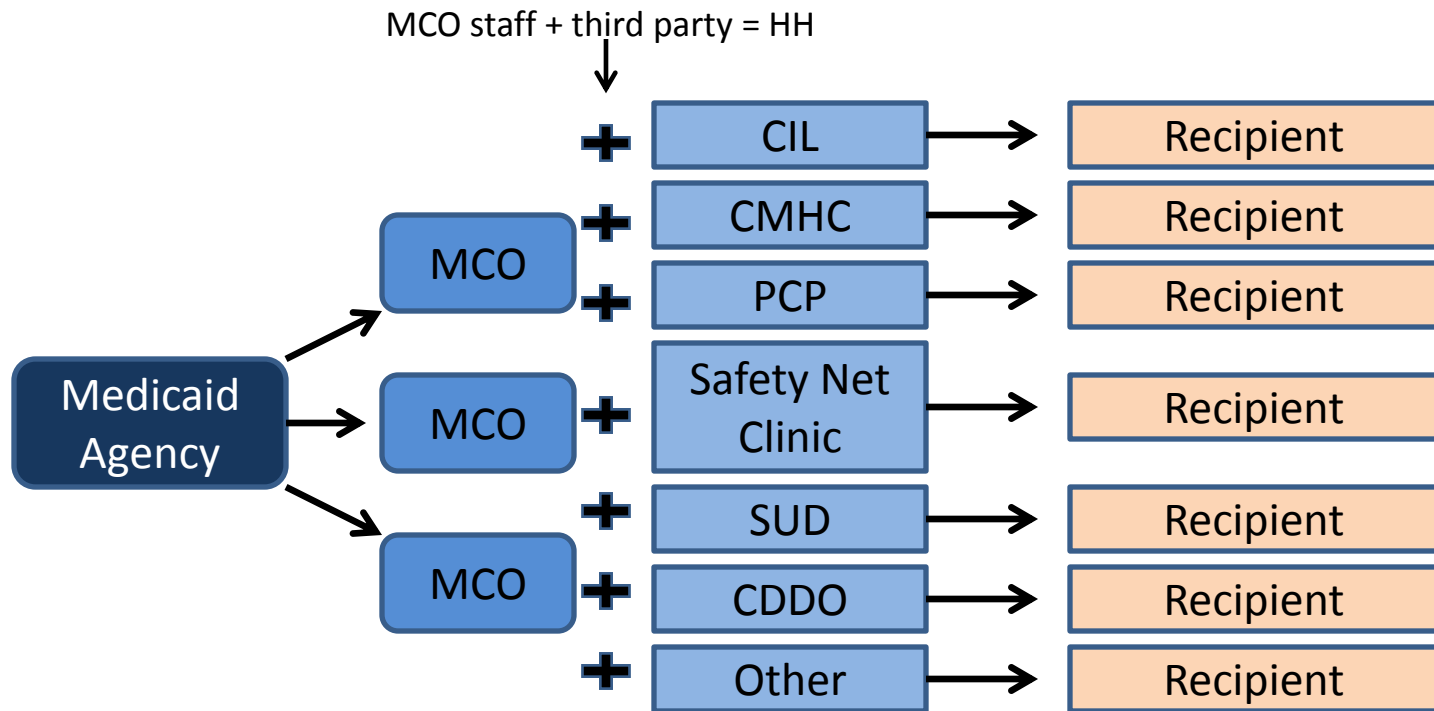 MCO staff + third party = HH
CIL
Recipient
CMHC
Recipient
MCO
PCP
Recipient
Medicaid
Agency
MCO
Safety Net
Clinic
Recipient
SUD
Recipient
MCO
CDDO
Recipient
Other
Recipient